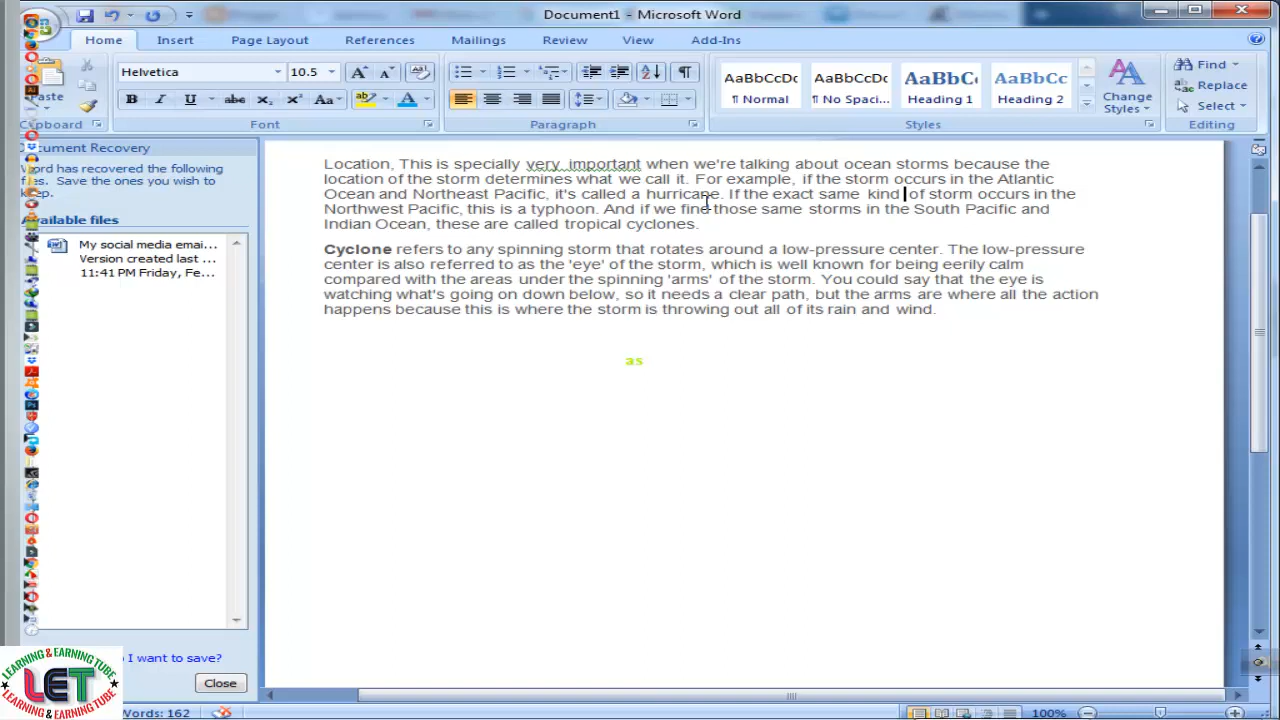 Document1 - Microsoft Word
Home Insert Page Layout References Mailings Review View Add-Ins
Helvetica 10.5
AaBbCcDc AaBbCcDc AaBbC AaBbCc
Find
Replace
Select
Paste
¶ Normal ¶ No Spaci... Heading 1 Heading 2
Change
Styles
Clipboard Font Paragraph Styles Editing
Document Recovery
Word has recovered the following
files. Save the ones you wish to
keep.
Available files
My social media emai...
Version created last ...
11:41 PM Friday, Fe...
I want to save?
Close
Location. This is specially very important when we're talking about ocean storms because the
location of the storm determines what we call it. For example, if the storm occurs in the Atlantic
Ocean and Northeast Pacific, it's called a hurricane. If the exact same kind of storm occurs in the
Northwest Pacific, this is a typhoon. And if we find those same storms in the South Pacific and
Indian Ocean, these are called tropical cyclones.
Cyclone refers to any spinning storm that rotates around a low-pressure center. The low-pressure
center is also referred to as the 'eye' of the storm, which is well known for being eerily calm
compared with the areas under the spinning 'arms' of the storm. You could say that the eye is
watching what's going on down below, so it needs a clear path, but the arms are where all the action
happens because this is where the storm is throwing out all of its rain and wind.
as
LEARNING & EARNING TUBE
LET
LEARNING & EARNING TUBE
Words: 162
100%